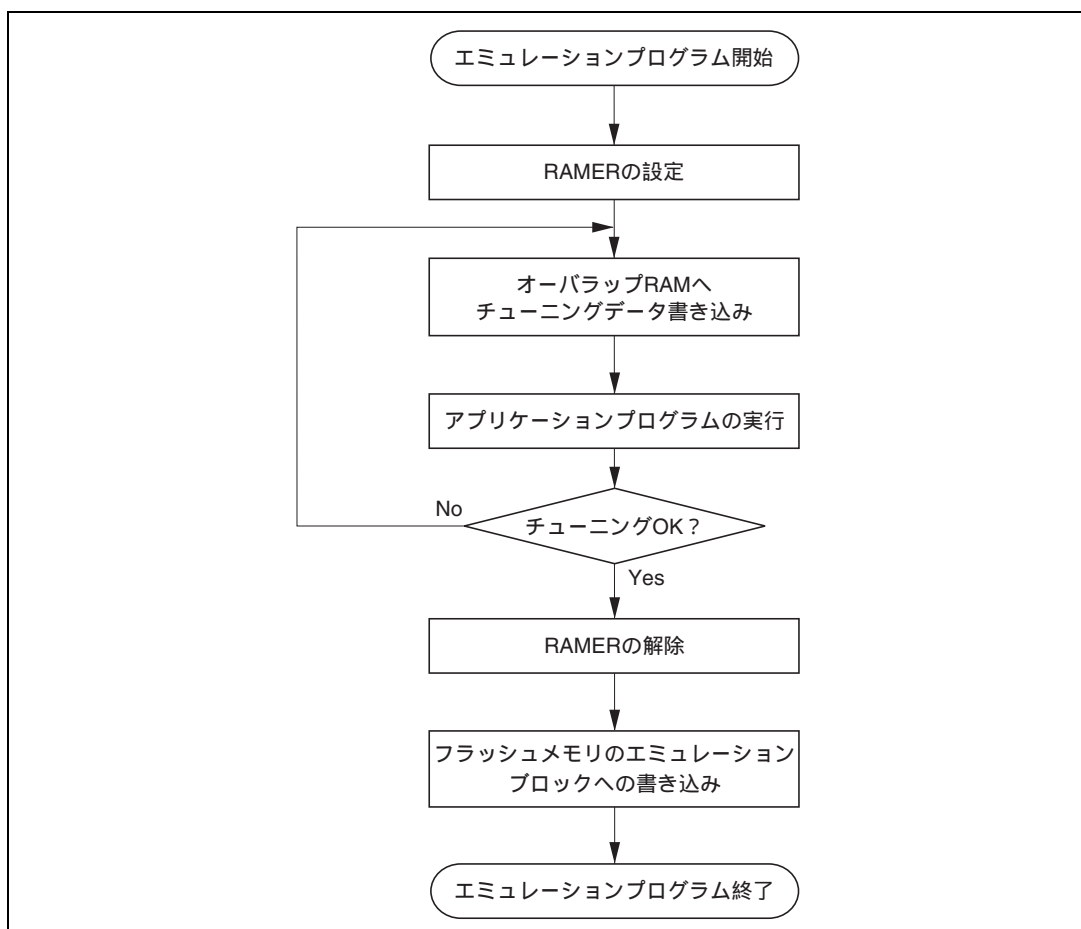 エミュレーションプログラム開始
RAMERの設定
オーバラップRAMへ
チューニングデータ書き込み
アプリケーションプログラムの実行
No
チューニングOK？
Yes
RAMERの解除
フラッシュメモリのエミュレーション
ブロックへの書き込み
エミュレーションプログラム終了